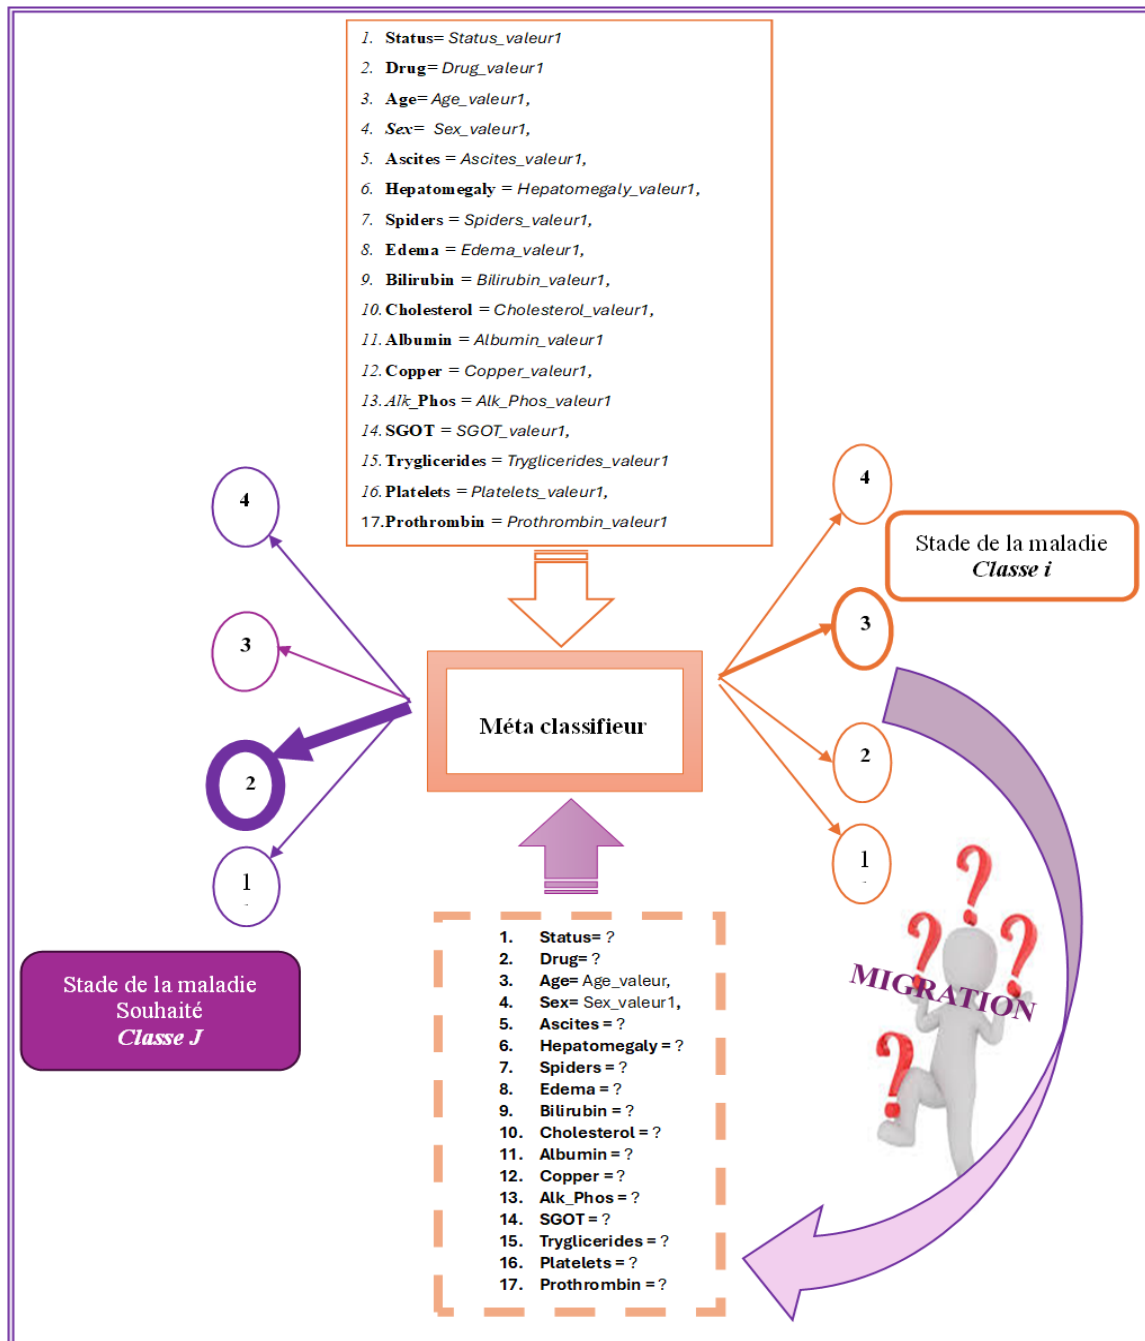 1. Status= Status_valeur1
2. Drug= Drug_valeur1
3. Age= Age_valeur1,
4. Sex= Sex_valeur1,
5. Ascites = Ascites_valeur1,
6. Hepatomegaly = Hepatomegaly_valeur1,
7. Spiders = Spiders_valeur1,
8. Edema = Edema_valeur1,
9. Bilirubin = Bilirubin_valeur1,
10. Cholesterol = Cholesterol_valeur1,
11. Albumin = Albumin_valeur1
12. Copper = Copper_valeur1,
13. Alk_Phos = Alk_Phos_valeur1
14. SGOT = SGOT_valeur1,
15. Tryglicerides = Tryglicerides_valeur1
16. Platelets = Platelets_valeur1,
17. Prothrombin = Prothrombin_valeur1
4
3
2
1
Méta classifieur
4
3
2
1
Stade de la maladie
Classe i
Stade de la maladie
Souhaité
Classe J
1. Status= ?
2. Drug= ?
3. Age= Age_valeur,
4. Sex= Sex_valeur1,
5. Ascites = ?
6. Hepatomegaly = ?
7. Spiders = ?
8. Edema = ?
9. Bilirubin = ?
10. Cholesterol = ?
11. Albumin = ?
12. Copper = ?
13. Alk_Phos = ?
14. SGOT = ?
15. Tryglicerides = ?
16. Platelets = ?
17. Prothrombin = ?
? ? ? ?
MIGRATION